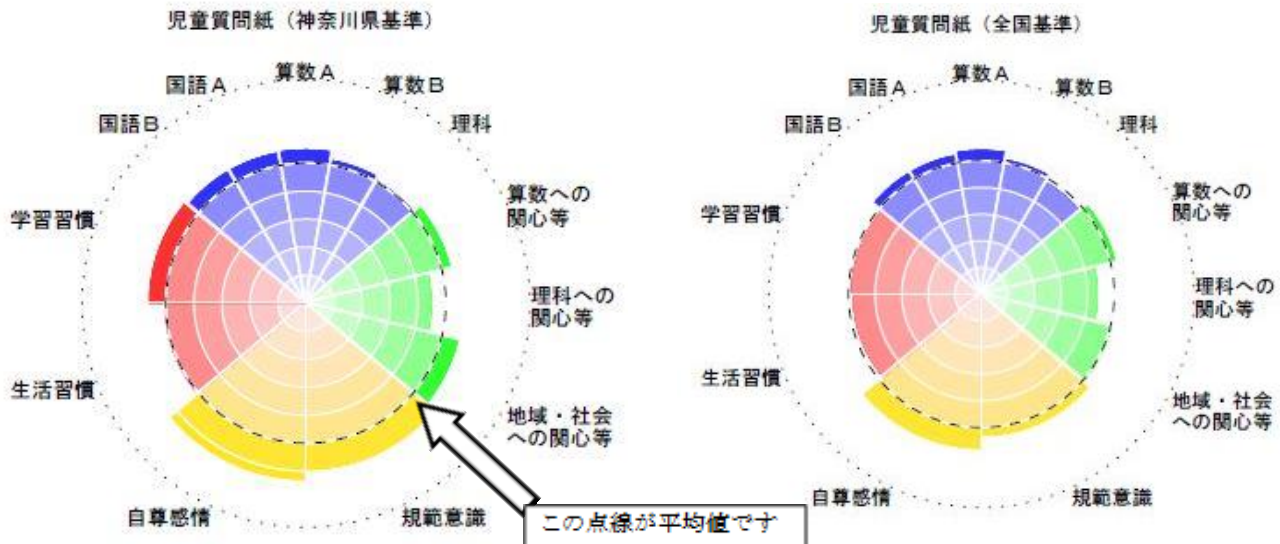 児童質問紙（神奈川県基準）
算数A
国語A
算数B
国語B
理科
学習習慣
算数への
関心等
理科への
関心等
生活習慣
地域・社会
への関心等
自尊感情
規範意識
この点線が平均値です
児童質問紙（全国基準）
算数A
国語A
算数B
国語B
理科
学習習慣
算数への
関心等
理科への
関心等
生活習慣
地域・社会
への関心等
自尊感情
規範意識